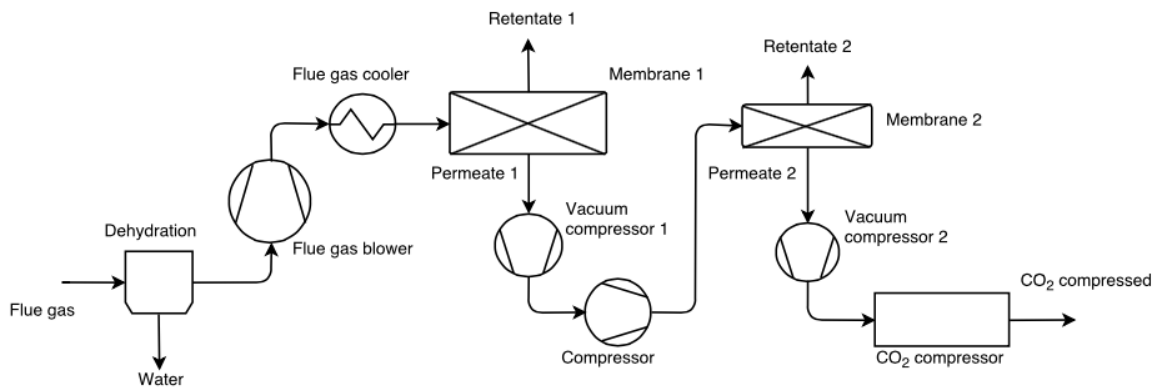 Retentate 1
Retentate 2
Flue gas cooler
Membrane 1
Membrane 2
Permeate 1
Permeate 2
Dehydration
Vacuum
compressor 1
Vacuum
compressor 2
Flue gas blower
Flue gas
CO₂ compressed
Compressor
CO₂ compressor
Water